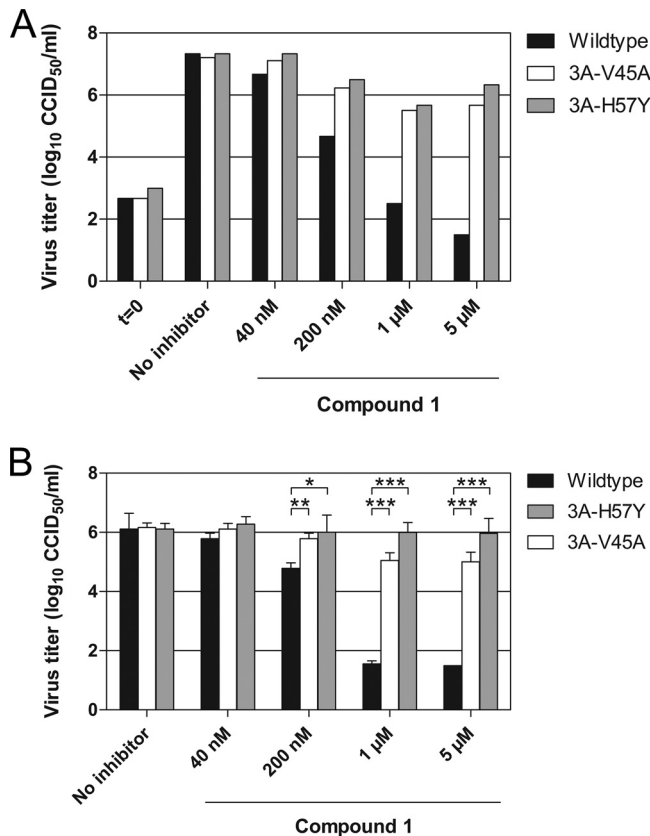 A
Virus titer (log10 CCID50/ml)
8
6
4
2
0
t=0
No inhibitor
40 nM
200 nM
1 µM
5 µM
Compound 1
Wildtype
3A-V45A
3A-H57Y
B
Virus titer (log10 CCID50/ml)
8
6
4
2
0
*
**
***
***
***
***
No inhibitor
40 nM
200 nM
1 µM
5 µM
Compound 1
Wildtype
3A-H57Y
3A-V45A